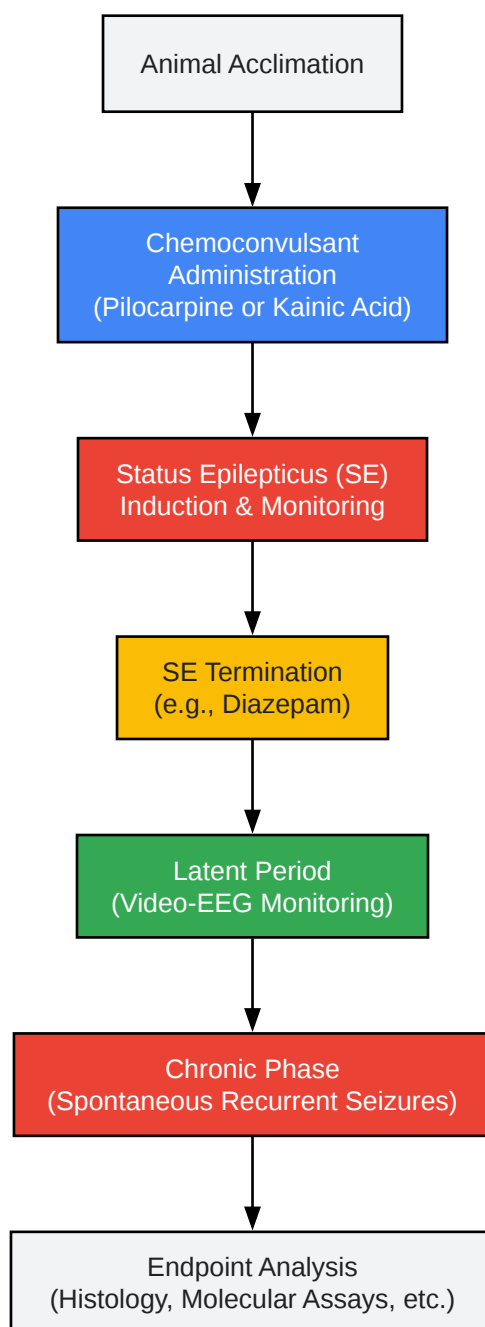 Animal Acclimation
Chemoconvulsant
Administration
(Pilocarpine or Kainic Acid)
Status Epilepticus (SE)
Induction & Monitoring
SE Termination
(e.g., Diazepam)
Latent Period
(Video-EEG Monitoring)
Chronic Phase
(Spontaneous Recurrent Seizures)
Endpoint Analysis
(Histology, Molecular Assays, etc.)